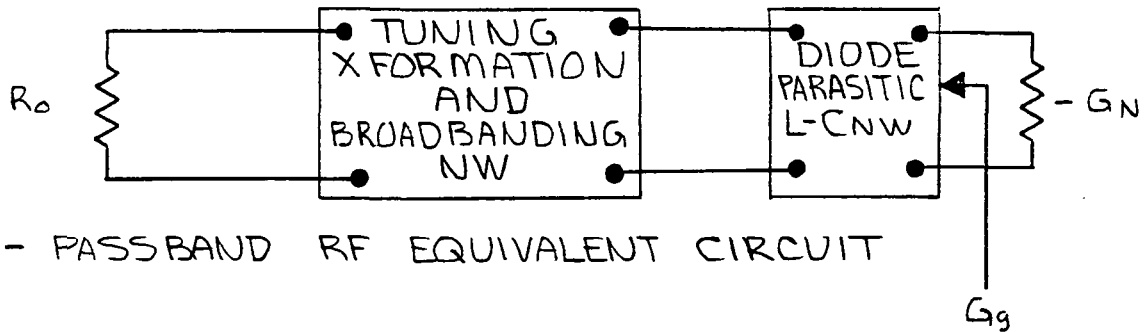 TUNING
XFORMATION
AND
BROADBANDING
NW
DIODE
PARASITIC
L-CNW
Ro
- GN
- PASSBAND RF EQUIVALENT CIRCUIT
Gg